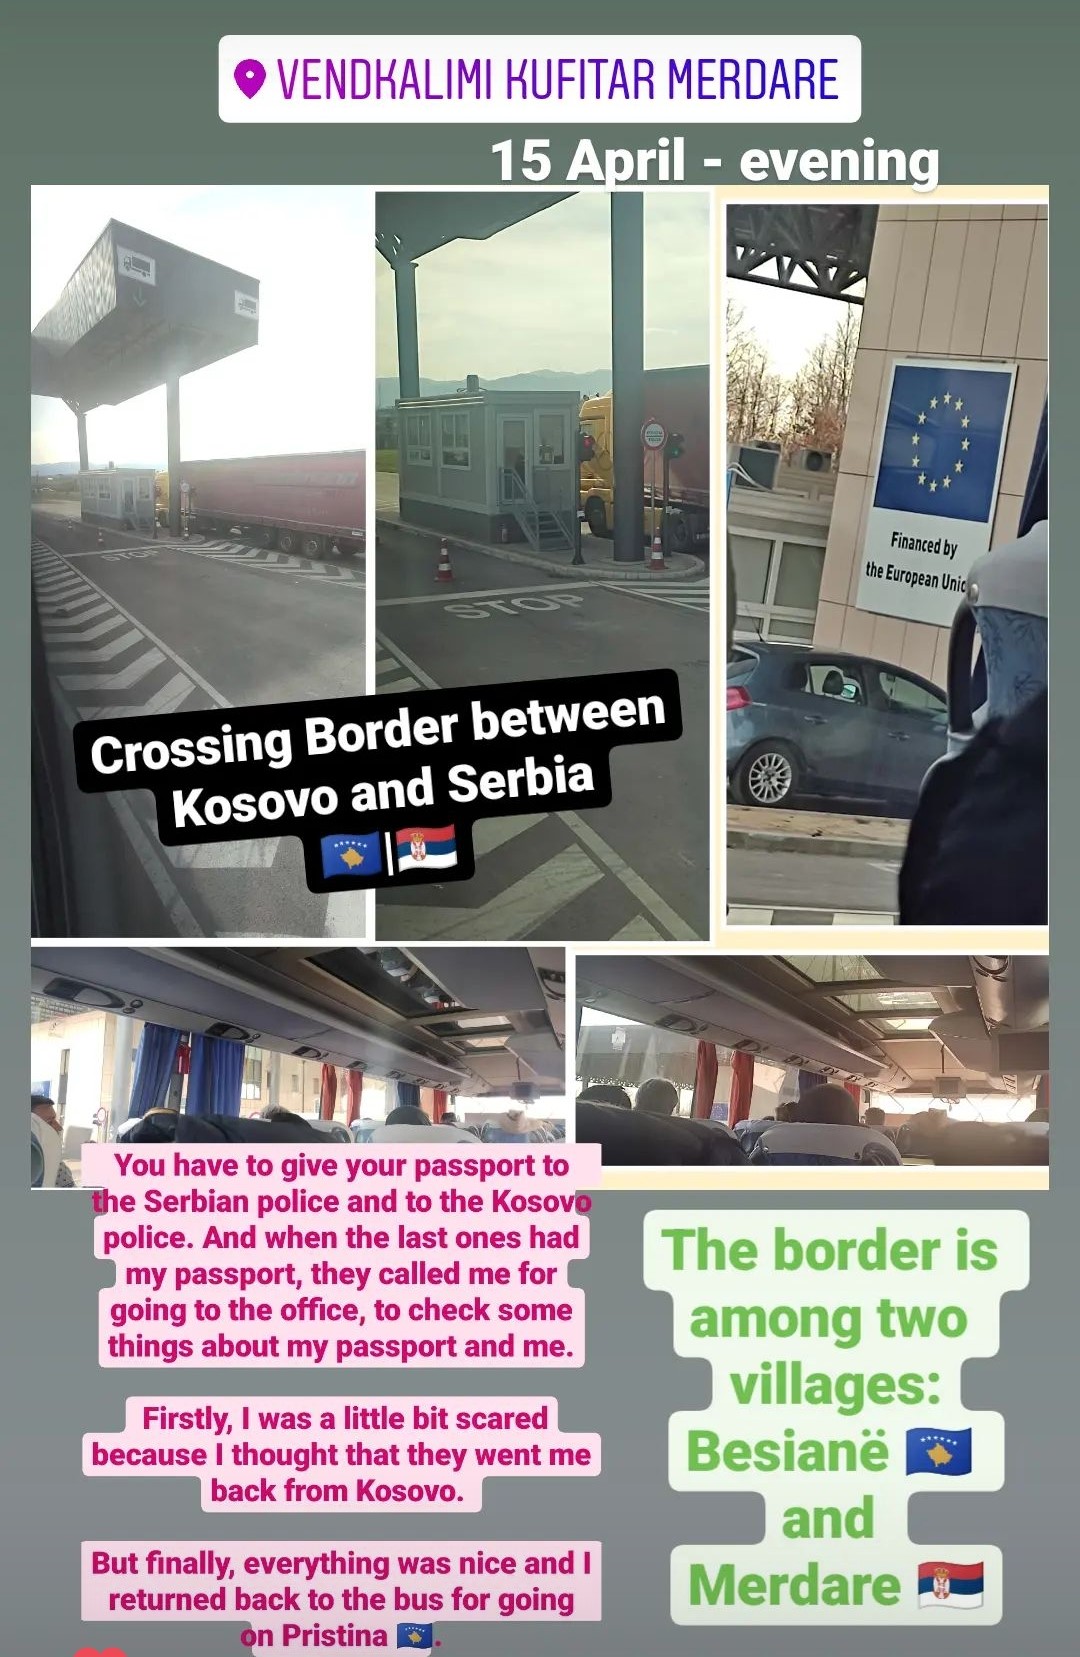 VENDKALIMI KUFITAR MERDARE
15 April - evening
STOP
STOP
Financed by
the European Unio
Crossing Border between
Kosovo and Serbia
🇽🇰|🇷🇸
You have to give your passport to
the Serbian police and to the Kosovo
police. And when the last ones had
my passport, they called me for
going to the office, to check some
things about my passport and me.
Firstly, I was a little bit scared
because I thought that they went me
back from Kosovo.
But finally, everything was nice and I
returned back to the bus for going
on Pristina 🇽🇰.
The border is
among two
villages:
Besianë 🇽🇰
and
Merdare 🇷🇸